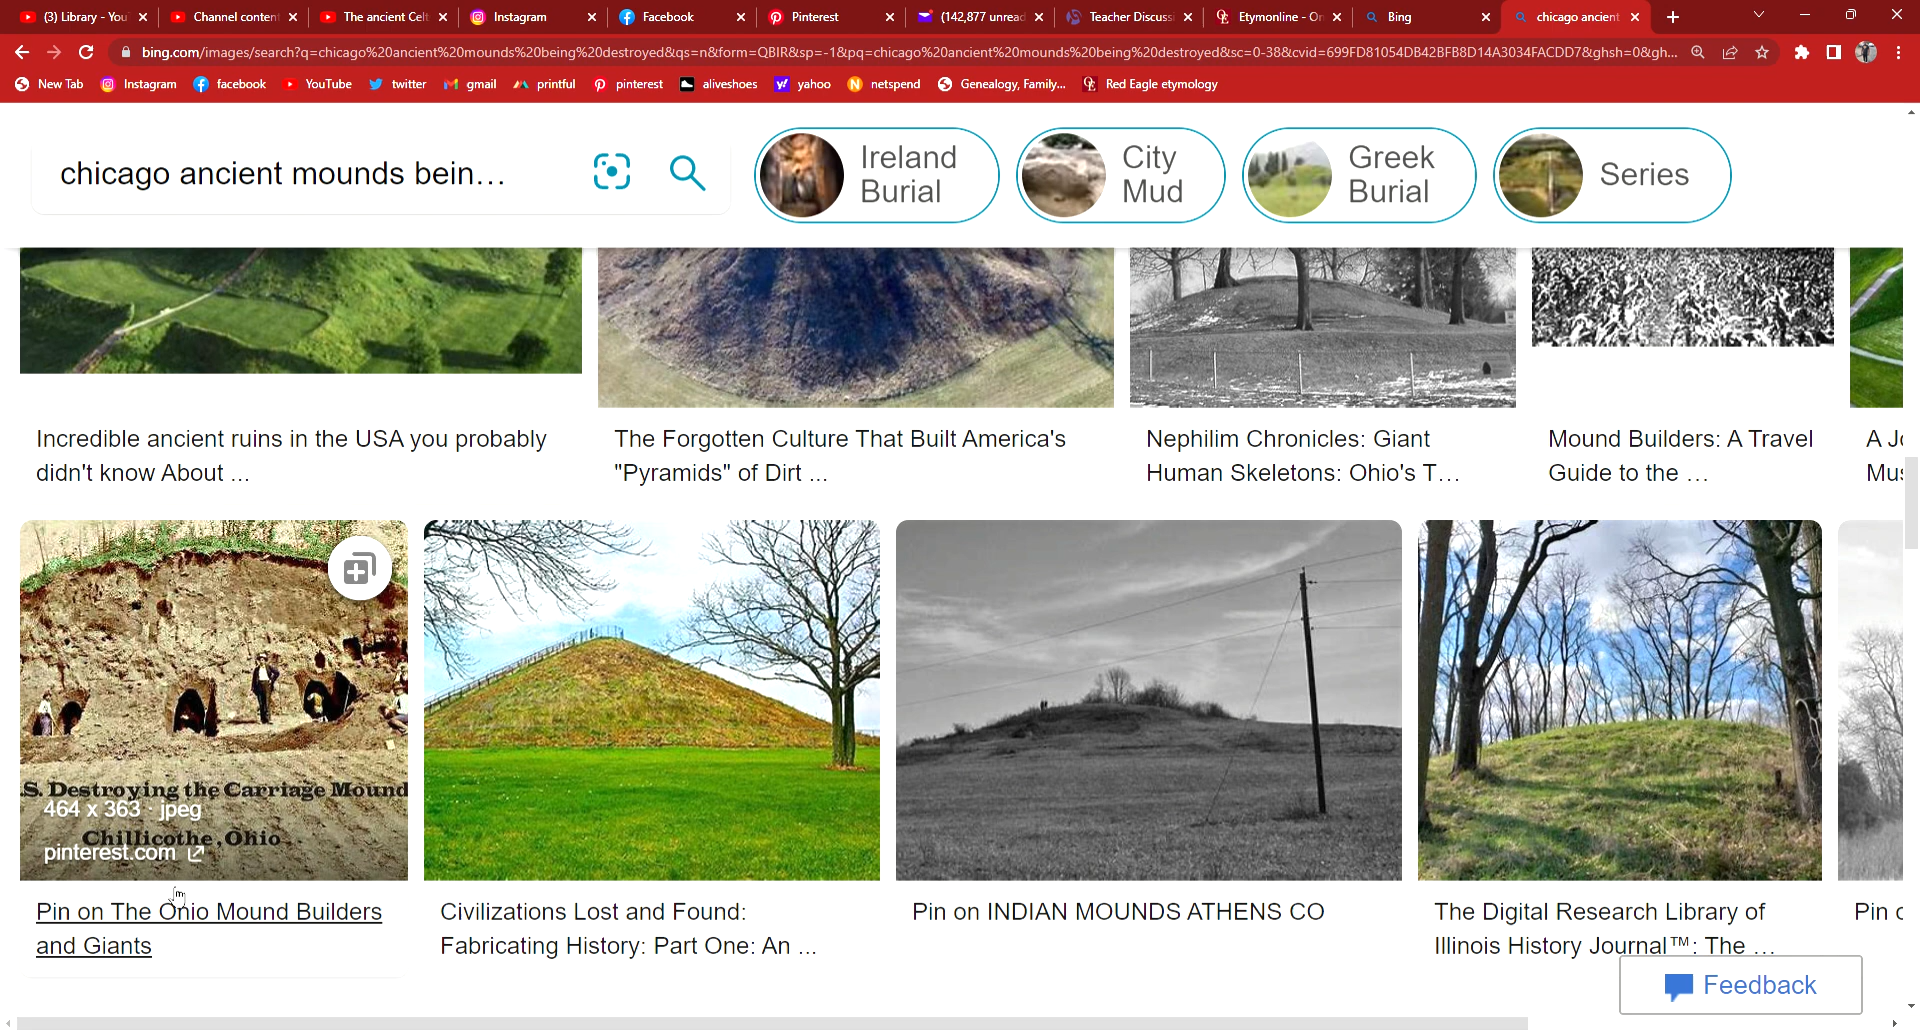 (3) Library - You
Channel content
The ancient Celt
Instagram
Facebook
Pinterest
(142,877 unread
Teacher Discuss
Etymonline - On
Bing
chicago ancient
bing.com/images/search?q=chicago%20ancient%20mounds%20being%20destroyed&qs=n&form=QBIR&sp=-1&pq=chicago%20ancient%20mounds%20being%20destroyed&sc=0-38&cvid=699FD81054DB42BFB8D14A3034FACDD7&ghsh=0&gh...
New Tab
Instagram
facebook
YouTube
twitter
gmail
printful
pinterest
aliveshoes
yahoo
netspend
Genealogy, Family...
Red Eagle etymology
chicago ancient mounds bein...
Ireland
Burial
City
Mud
Greek
Burial
Series
Incredible ancient ruins in the USA you probably
didn't know About ...
The Forgotten Culture That Built America's
"Pyramids" of Dirt ...
Nephilim Chronicles: Giant
Human Skeletons: Ohio's T...
Mound Builders: A Travel
Guide to the ...
A Jo
Mus
S. Destroying the Carriage Mound
464 x 363 · jpeg
Chillicothe, Ohio
pinterest.com
Pin on The Ohio Mound Builders
and Giants
Civilizations Lost and Found:
Fabricating History: Part One: An ...
Pin on INDIAN MOUNDS ATHENS CO
The Digital Research Library of
Illinois History Journal™: The ...
Pin o
Feedback